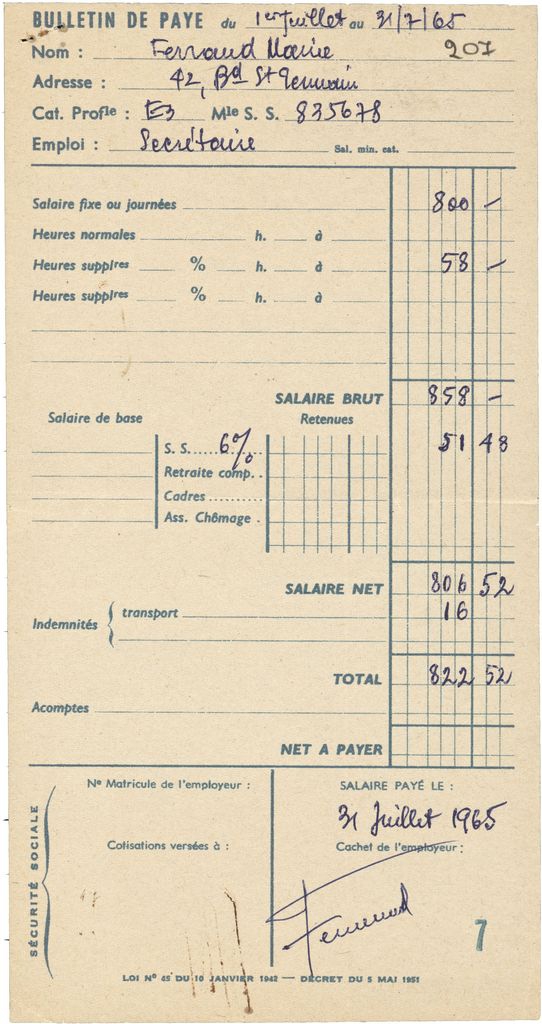 BULLETIN DE PAYE du 1er Juillet au 31/7/65
Nom : Ferraud Marie 207
Adresse : 42, Bd St Germain
Cat. Profle : E3 Mle S. S. 835678
Emploi : Secrétaire Sal. min. cat.
Salaire fixe ou journées 800 -
Heures normales h. à
Heures supplres % h. à 58 -
Heures supplres % h. à
SALAIRE BRUT 858 -
Salaire de base Retenues
S. S. 6% 51 48
Retraite comp.
Cadres
Ass. Chômage
SALAIRE NET 806 52
Indemnités { transport 16
TOTAL 822 52
Acomptes
NET A PAYER
SÉCURITÉ SOCIALE
No Matricule de l'employeur :
Cotisations versées à :
SALAIRE PAYÉ LE :
31 Juillet 1965
Cachet de l'employeur :
7
LOI No 45 DU 10 JANVIER 1942 — DÉCRET DU 5 MAI 1951